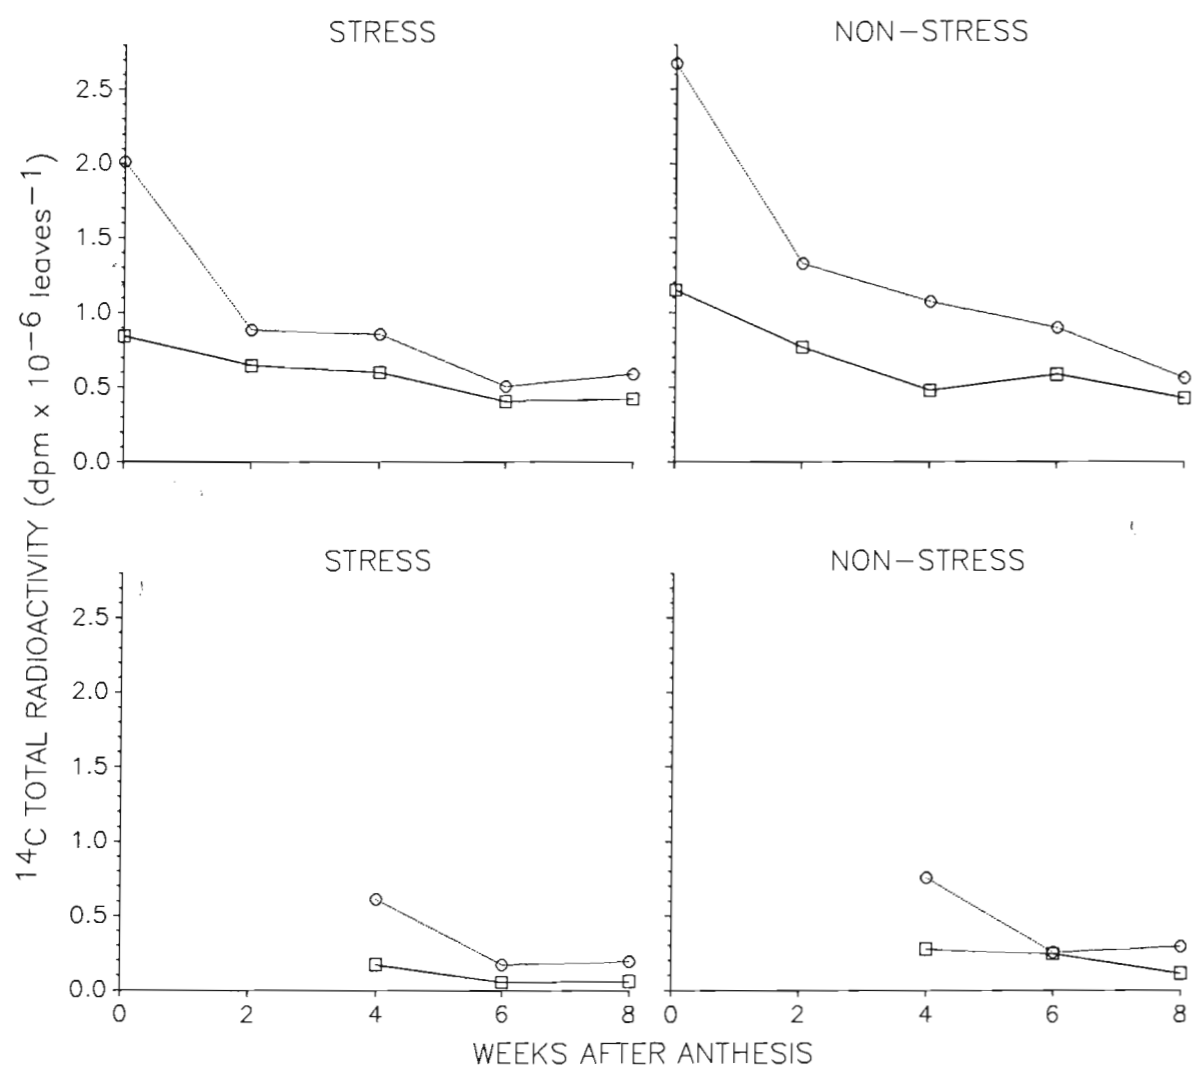 STRESS
NON-STRESS
2.5
2.0
1.5
1.0
0.5
0.0
STRESS
NON-STRESS
2.5
2.0
1.5
1.0
0.5
0.0
0 2 4 6 8 0 2 4 6 8
WEEKS AFTER ANTHESIS
14C TOTAL RADIOACTIVITY (dpm x 10-6 leaves-1)